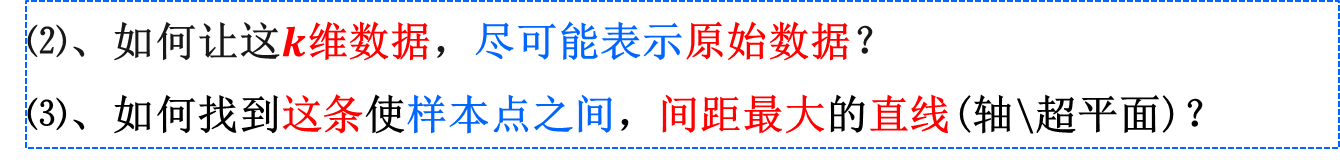 ⑵、如何让这k维数据，尽可能表示原始数据？
⑶、如何找到这条使样本点之间，间距最大的直线(轴\超平面)？